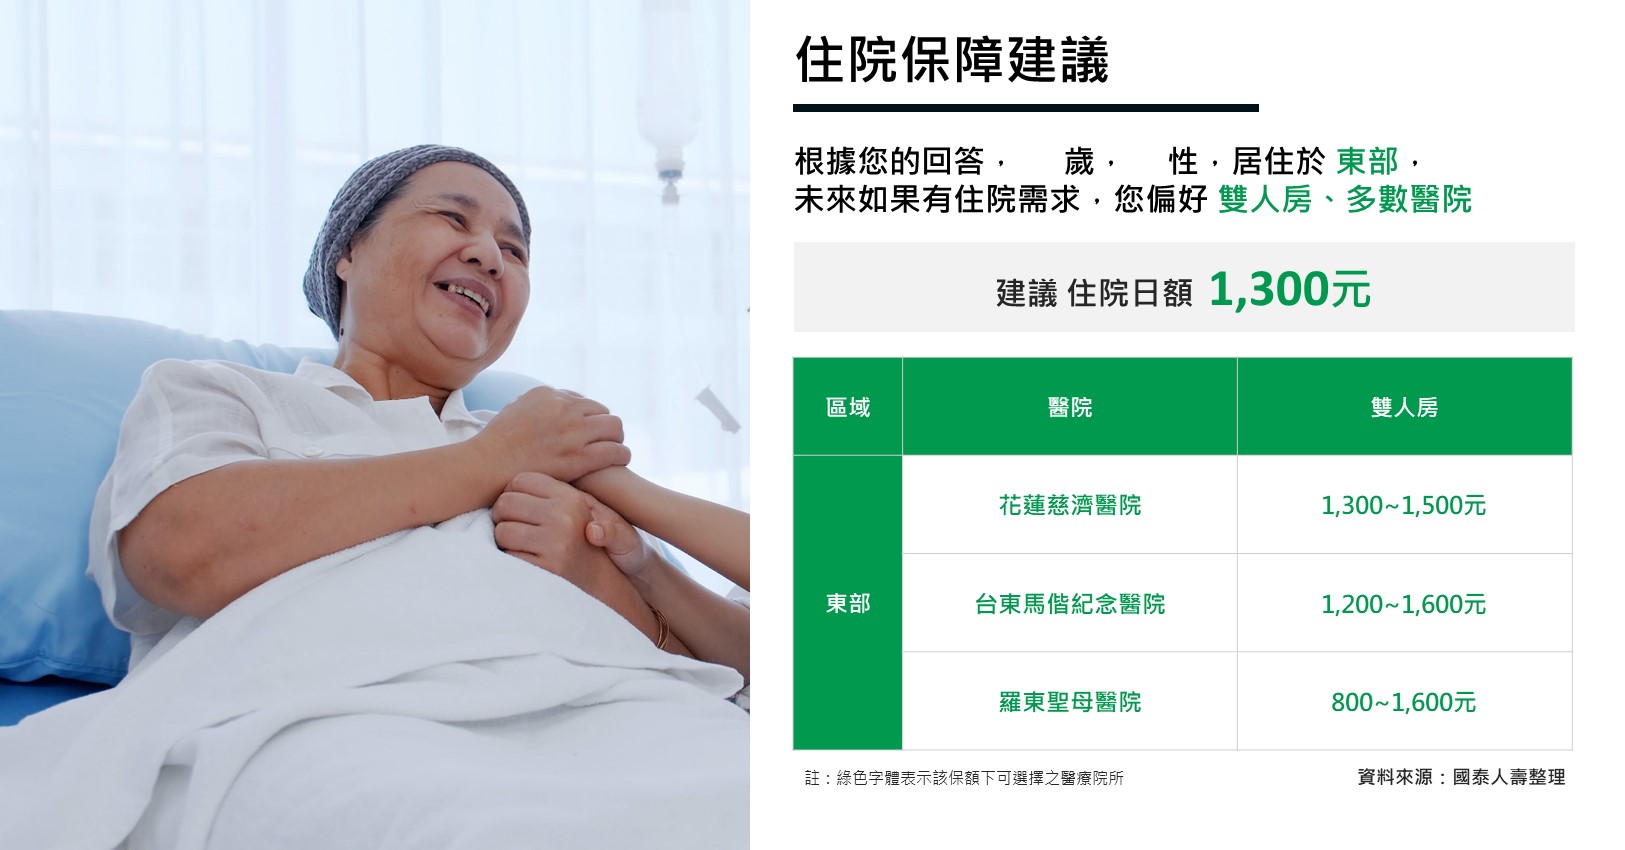 住院保障建議
根據您的回答， 歲， 性，居住於 東部，
未來如果有住院需求，您偏好 雙人房、多數醫院
建議 住院日額 1,300元
區域 醫院 雙人房
花蓮慈濟醫院 1,300~1,500元
東部 台東馬偕紀念醫院 1,200~1,600元
羅東聖母醫院 800~1,600元
註：綠色字體表示該保額下可選擇之醫療院所 資料來源：國泰人壽整理